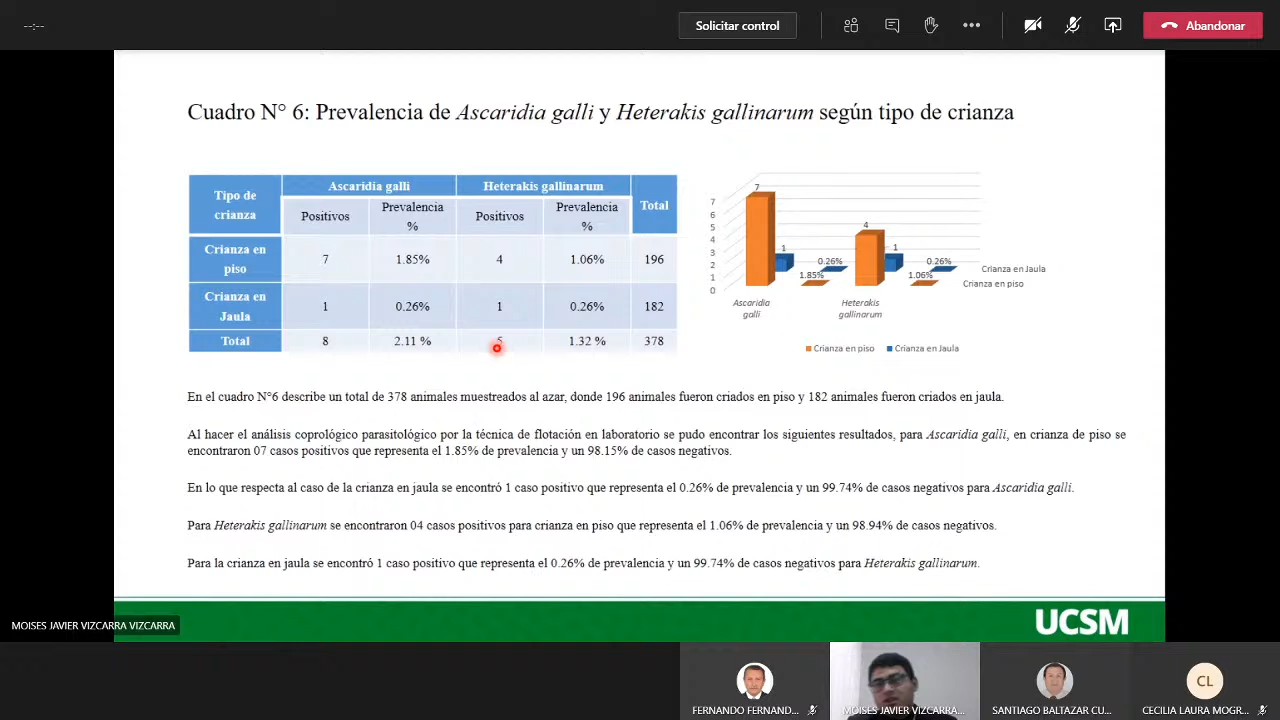 --:--
Solicitar control
Abandonar
Cuadro N° 6: Prevalencia de Ascaridia galli y Heterakis gallinarum según tipo de crianza
Tipo de crianza
Ascaridia galli
Heterakis gallinarum
Total
Positivos
Prevalencia %
Positivos
Prevalencia %
Crianza en piso
7
1.85%
4
1.06%
196
Crianza en Jaula
1
0.26%
1
0.26%
182
Total
8
2.11 %
5
1.32 %
378
7
6
5
4
3
2
1
0
7
1
1.85%
0.26%
4
1
1.06%
0.26%
Crianza en Jaula
Crianza en piso
Ascaridia
galli
Heterakis
gallinarum
Crianza en piso
Crianza en Jaula
En el cuadro N°6 describe un total de 378 animales muestreados al azar, donde 196 animales fueron criados en piso y 182 animales fueron criados en jaula.
Al hacer el análisis coprológico parasitológico por la técnica de flotación en laboratorio se pudo encontrar los siguientes resultados, para Ascaridia galli, en crianza de piso se
encontraron 07 casos positivos que representa el 1.85% de prevalencia y un 98.15% de casos negativos.
En lo que respecta al caso de la crianza en jaula se encontró 1 caso positivo que representa el 0.26% de prevalencia y un 99.74% de casos negativos para Ascaridia galli.
Para Heterakis gallinarum se encontraron 04 casos positivos para crianza en piso que representa el 1.06% de prevalencia y un 98.94% de casos negativos.
Para la crianza en jaula se encontró 1 caso positivo que representa el 0.26% de prevalencia y un 99.74% de casos negativos para Heterakis gallinarum.
UCSM
MOISES JAVIER VIZCARRA VIZCARRA
FERNANDO FERNAND...
MOISES JAVIER VIZCARRA...
SANTIAGO BALTAZAR CU...
CL
CECILIA LAURA MOGR...